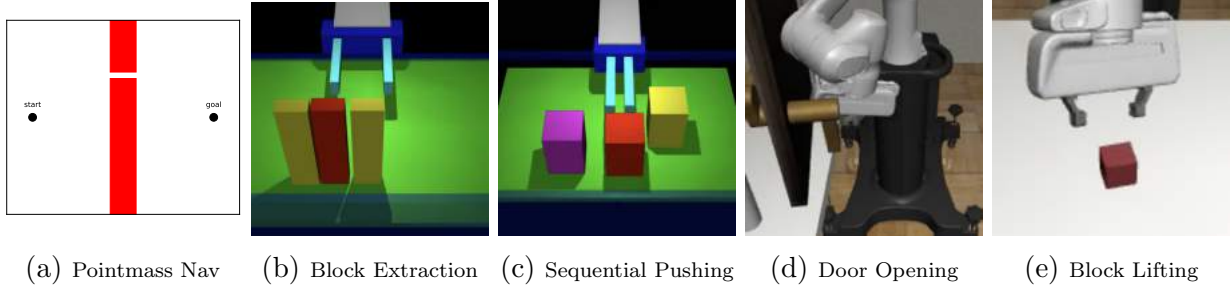 start
goal
(a) Pointmass Nav
(b) Block Extraction
(c) Sequential Pushing
(d) Door Opening
(e) Block Lifting